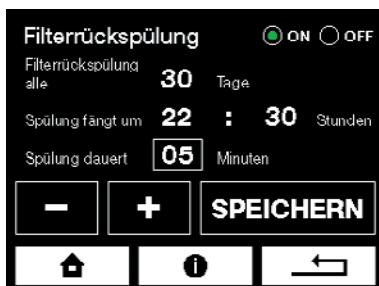 Filterrückspülung ON OFF
Filterrückspülung
alle 30 Tage
Spülung fängt um 22 : 30 Stunden
Spülung dauert 05 Minuten
− + SPEICHERN